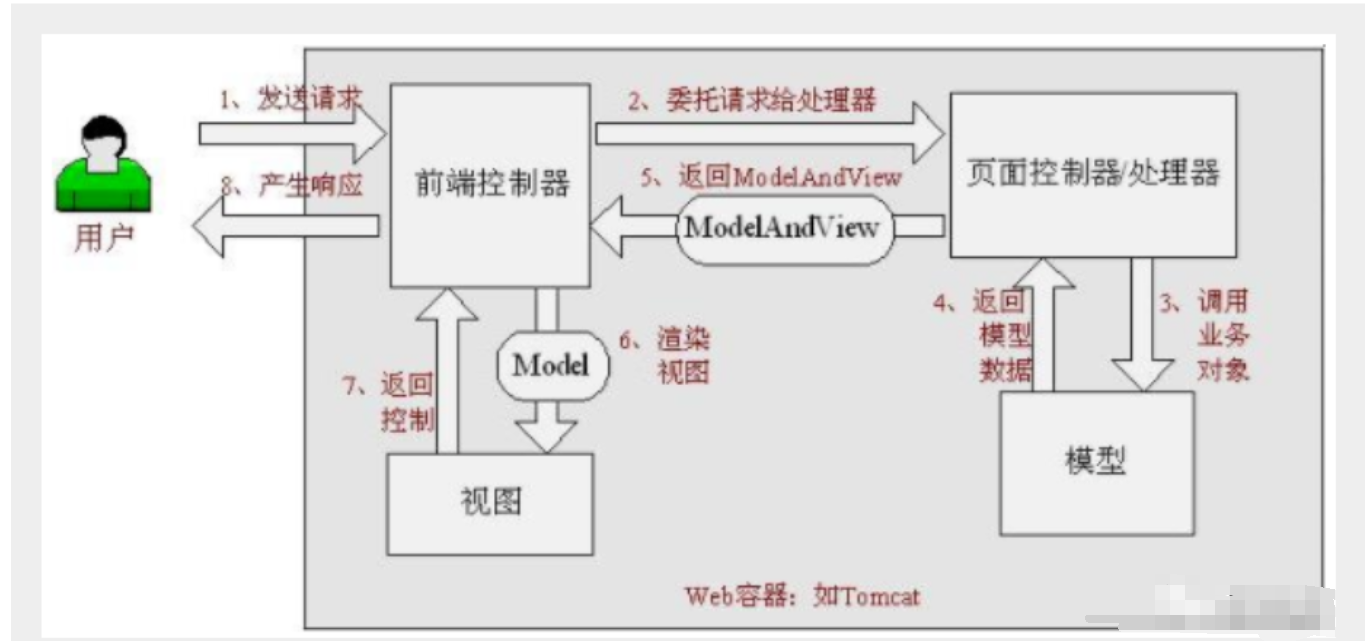 1、发送请求
2、委托请求给处理器
前端控制器
页面控制器/处理器
5、返回ModelAndView
8、产生响应
ModelAndView
用户
4、返回
模型
数据
3、调用
业务
对象
6、渲染
视图
Model
7、返回
控制
模型
视图
Web容器：如Tomcat